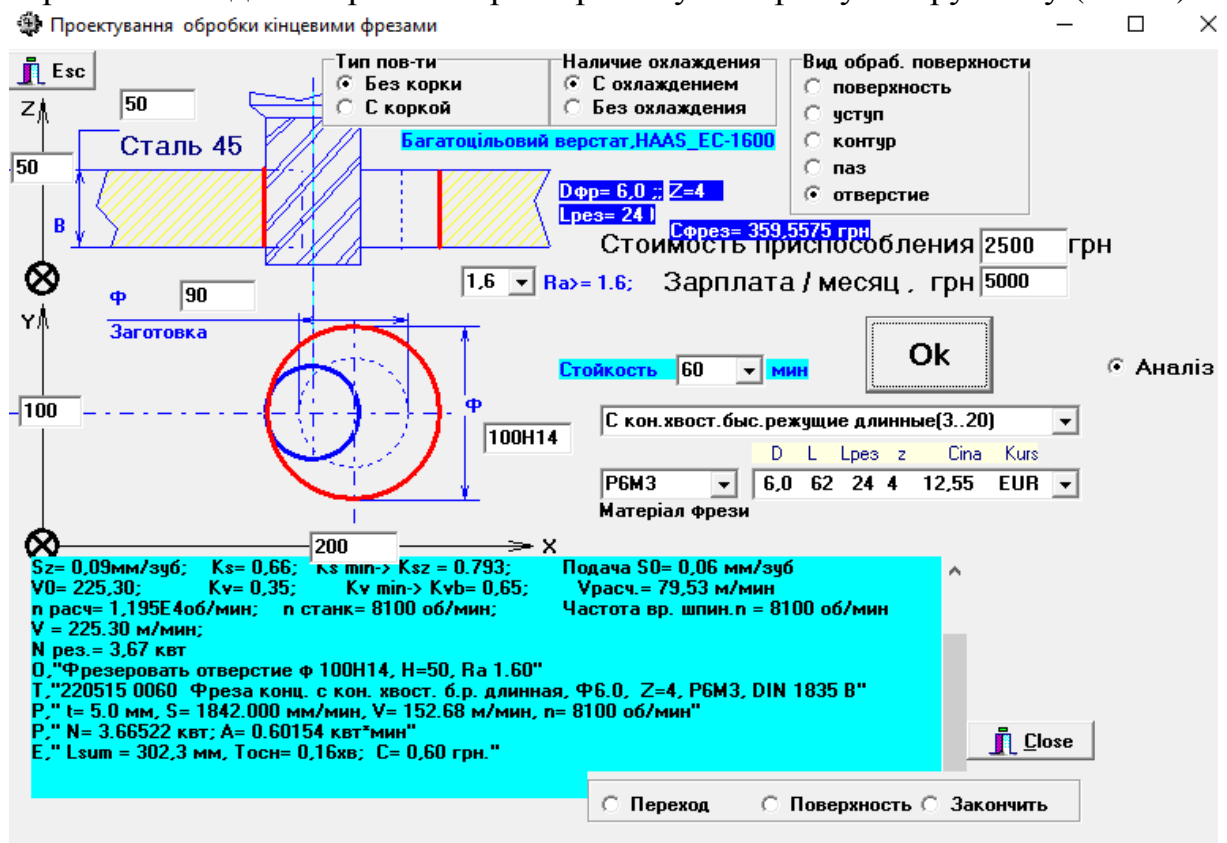 Проектування обробки кінцевими фрезами
Esc
Тип пов-ти
Без корки
С коркой
Наличие охлаждения
С охлаждением
Без охлаждения
Вид обраб. поверхности
поверхность
уступ
контур
паз
отверстие
Z
50
Сталь 45
Багатоцільовий верстат,HAAS_EC-1600
50
B
Dфр= 6,0 ;; Z=4
Lрез= 24
Сфрез= 359,5575 грн
Стоимость приспособления 2500 грн
1,6 Ra>= 1.6; Зарплата / месяц , грн 5000
Ф 90
Заготовка
Y
Ok
Аналіз
Стойкость 60 мин
100
Ф
100H14
С кон.хвост.быс.режущие длинные(3..20)
D L Lрез z Cina Kurs
Р6М3 6,0 62 24 4 12,55 EUR
Матеріал фрези
200 X
Sz= 0,09мм/зуб; Ks= 0,66; Ks min-> Ksz = 0.793; Подача S0= 0,06 мм/зуб
V0= 225,30; Kv= 0,35; Kv min-> Kvb= 0,65; Vрасч.= 79,53 м/мин
n расч= 1,195E4об/мин; n станк= 8100 об/мин; Частота вр. шпин.n = 8100 об/мин
V = 225.30 м/мин;
N рез.= 3,67 квт
О,"Фрезеровать отверстие ф 100H14, H=50, Ra 1.60"
Т,"220515 0060 Фреза конц. с кон. хвост. б.р. длинная, Ф6.0, Z=4, Р6М3, DIN 1835 B"
Р," t= 5.0 мм, S= 1842.000 мм/мин, V= 152.68 м/мин, n= 8100 об/мин"
Р," N= 3.66522 квт; A= 0.60154 квт*мин"
Е," Lsum = 302,3 мм, Тосн= 0,16хв; С= 0,60 грн."
Close
Переход
Поверхность
Закончить